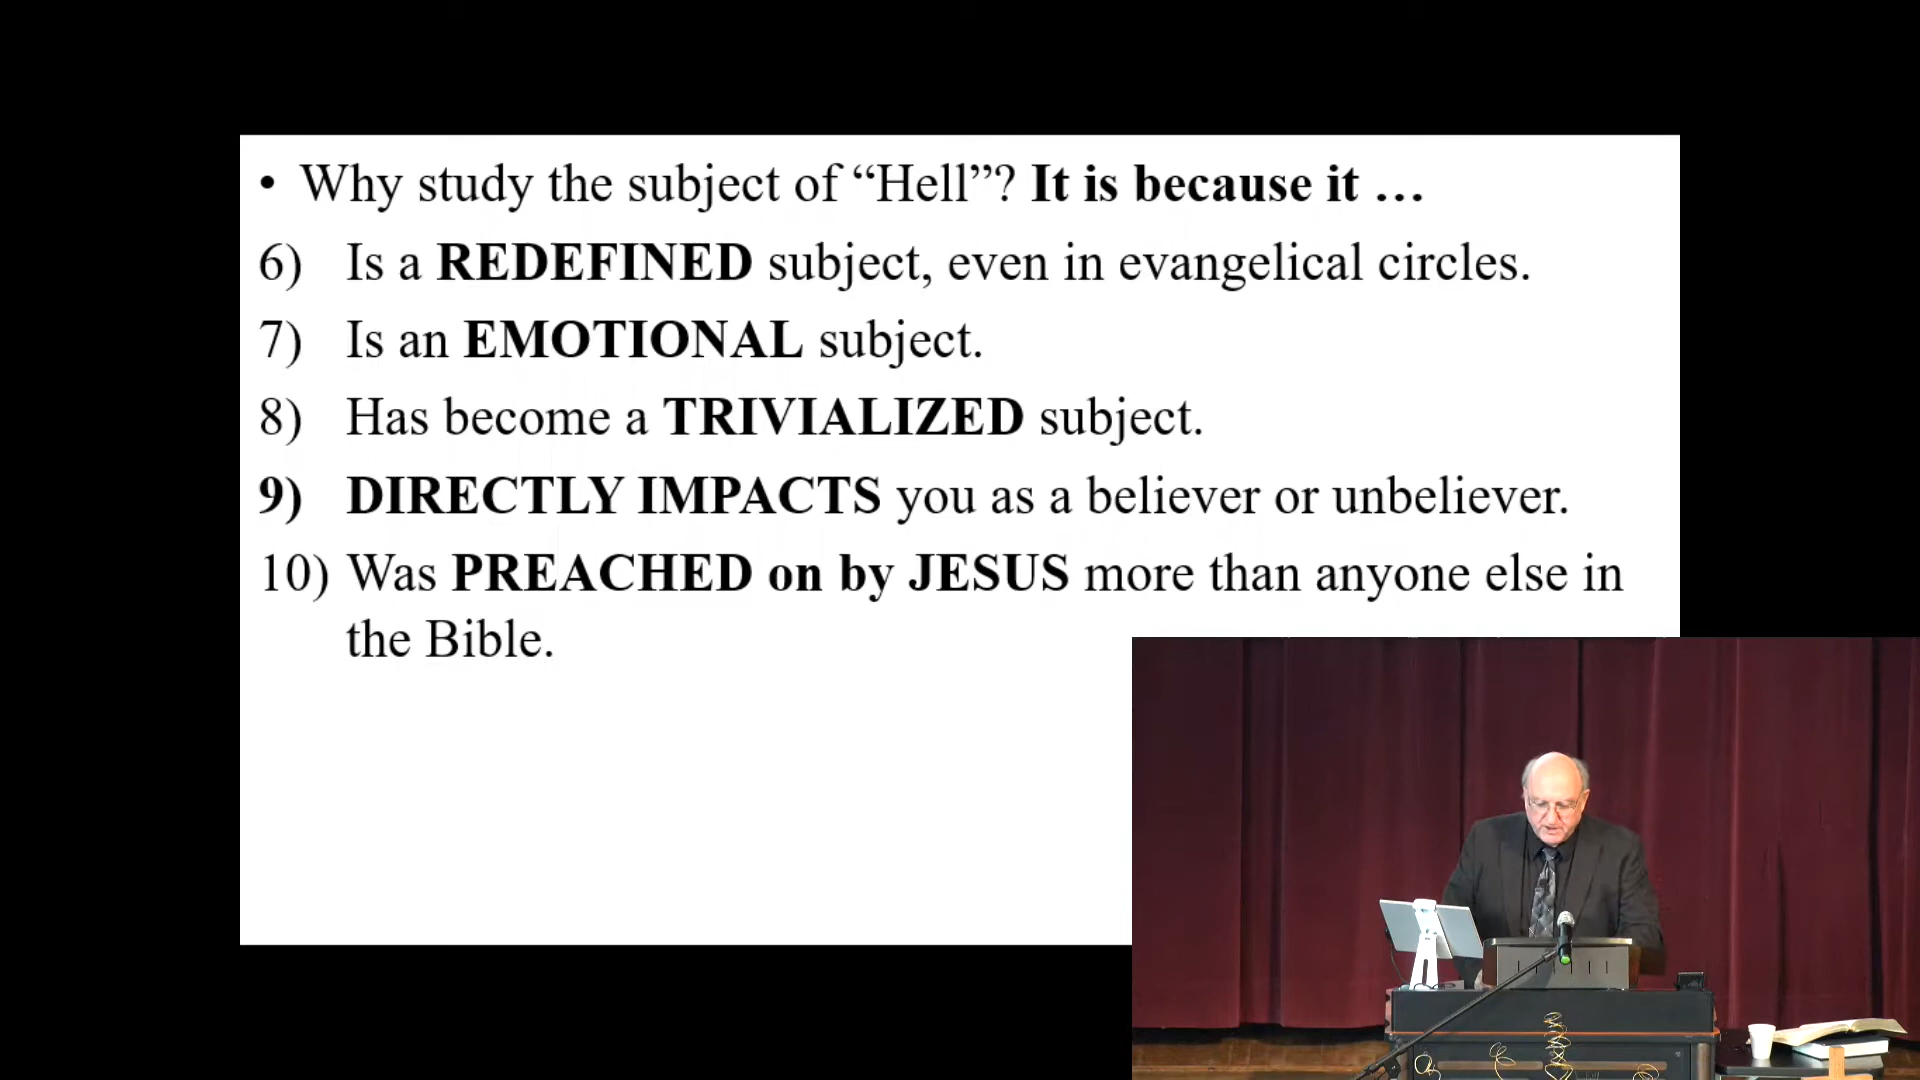 • Why study the subject of “Hell”? It is because it …
6) Is a REDEFINED subject, even in evangelical circles.
7) Is an EMOTIONAL subject.
8) Has become a TRIVIALIZED subject.
9) DIRECTLY IMPACTS you as a believer or unbeliever.
10) Was PREACHED on by JESUS more than anyone else in
the Bible.